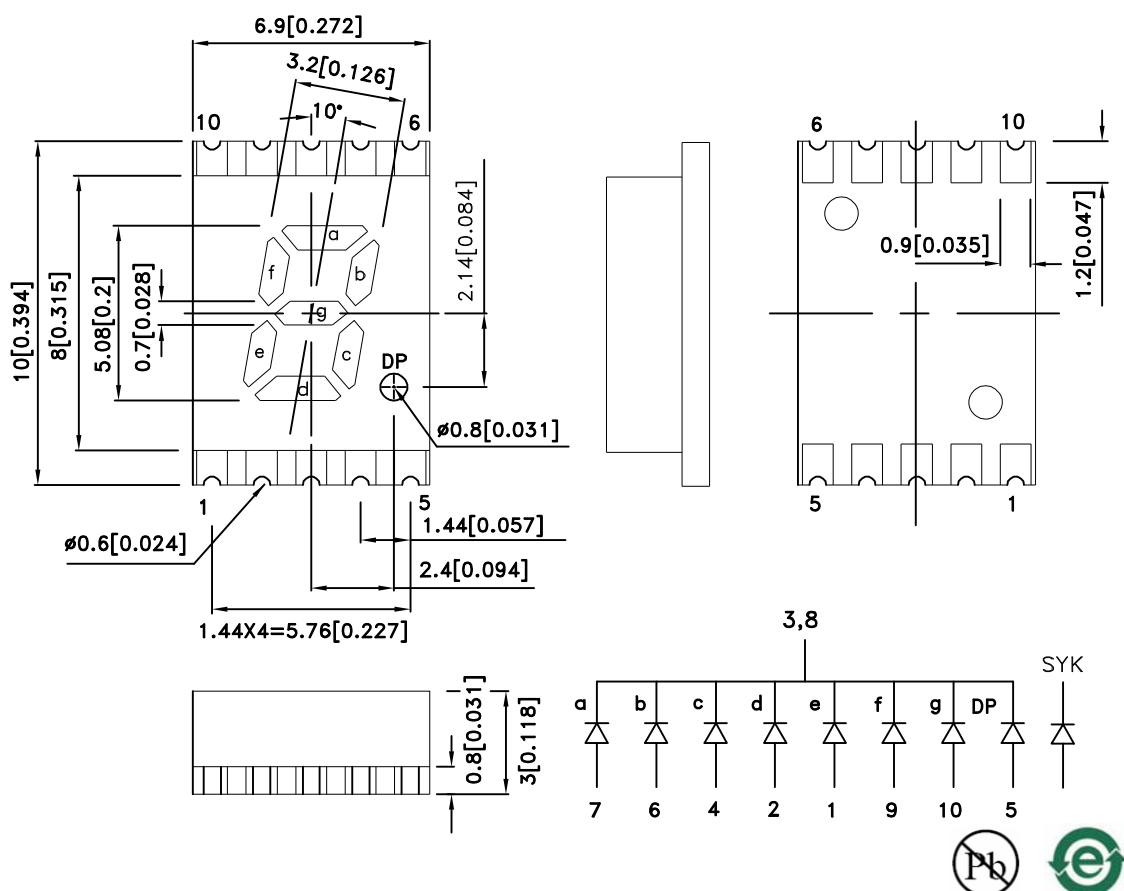 6.9[0.272]
3.2[0.126]
10°
10
6
10[0.394]
8[0.315]
5.08[0.2]
0.7[0.028]
a
f
b
g
e
c
d
DP
2.14[0.084]
ø0.8[0.031]
1
5
ø0.6[0.024]
1.44[0.057]
2.4[0.094]
1.44X4=5.76[0.227]
6
10
0.9[0.035]
1.2[0.047]
5
1
0.8[0.031]
3[0.118]
3,8
SYK
a b c d e f g DP
7 6 4 2 1 9 10 5
Pb
e